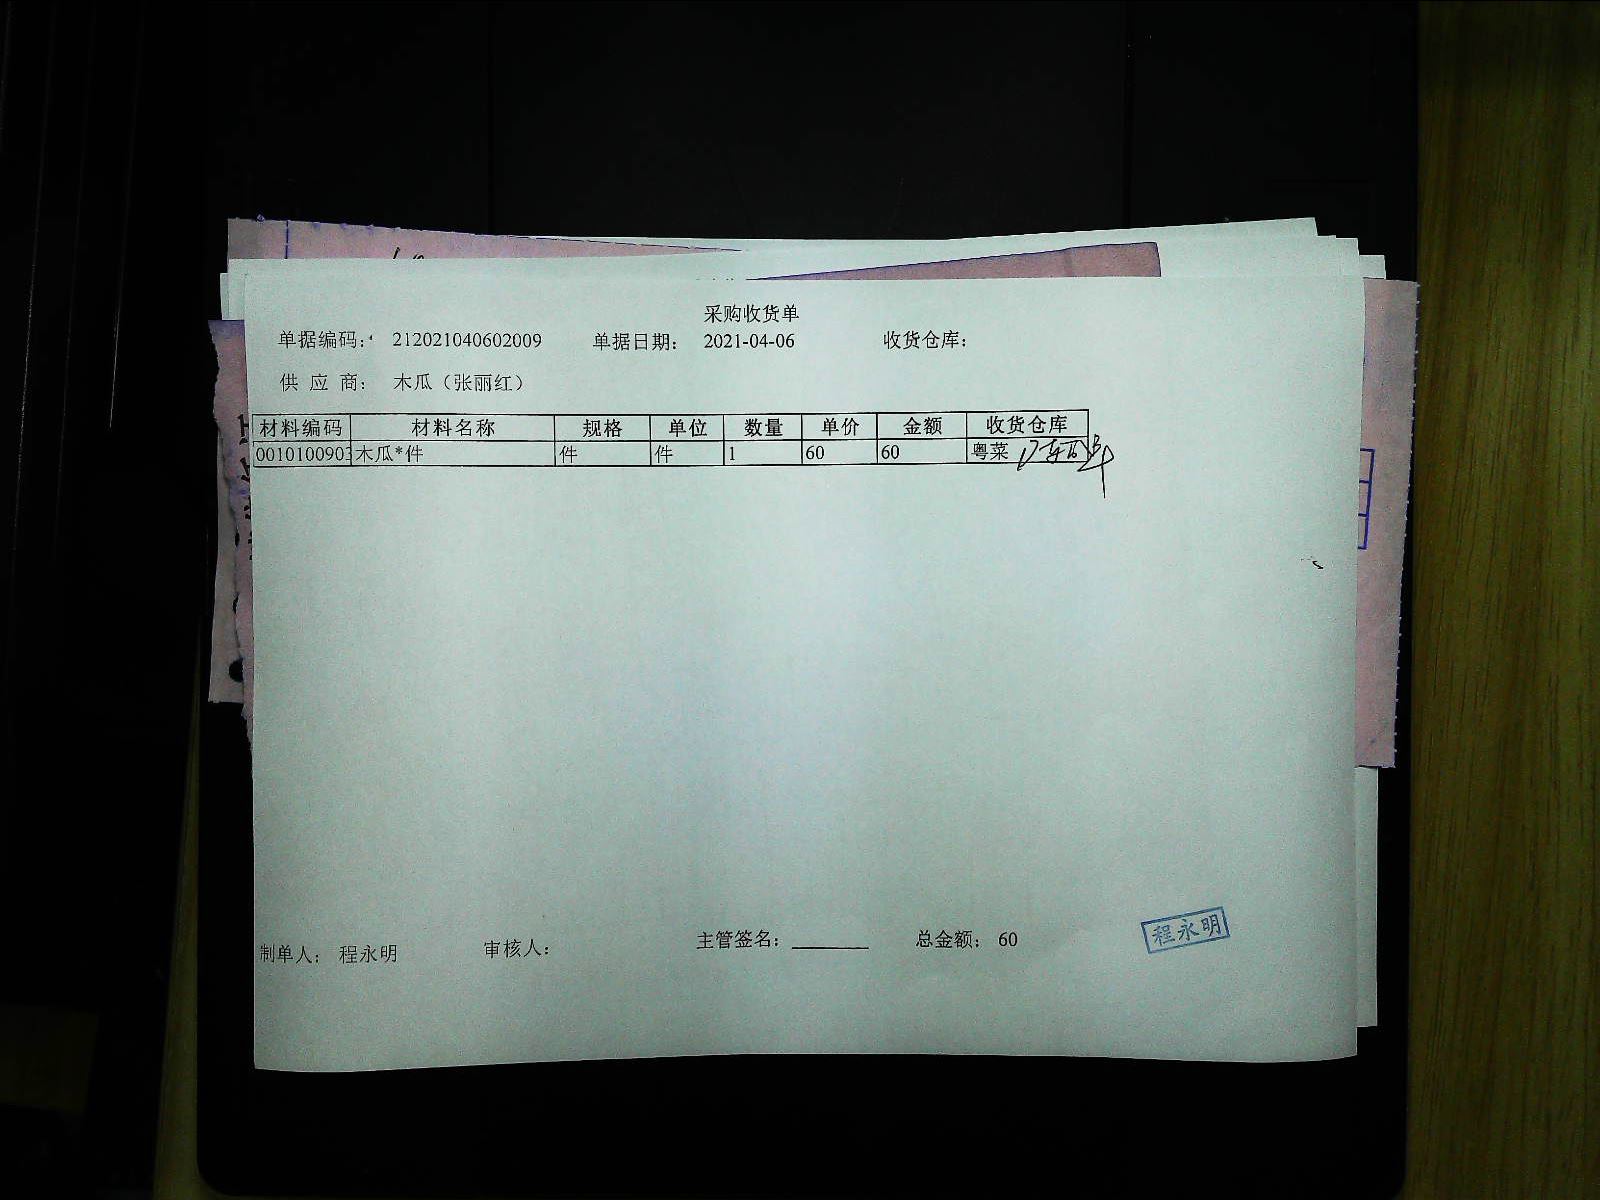 采购收货单
单据编码： 212021040602009 单据日期： 2021-04-06 收货仓库：
供 应 商： 木瓜（张丽红）
材料编码 材料名称 规格 单位 数量 单价 金额 收货仓库
0010100903 木瓜*件 件 件 1 60 60 粤菜
制单人： 程永明 审核人： 主管签名： 总金额： 60
程永明